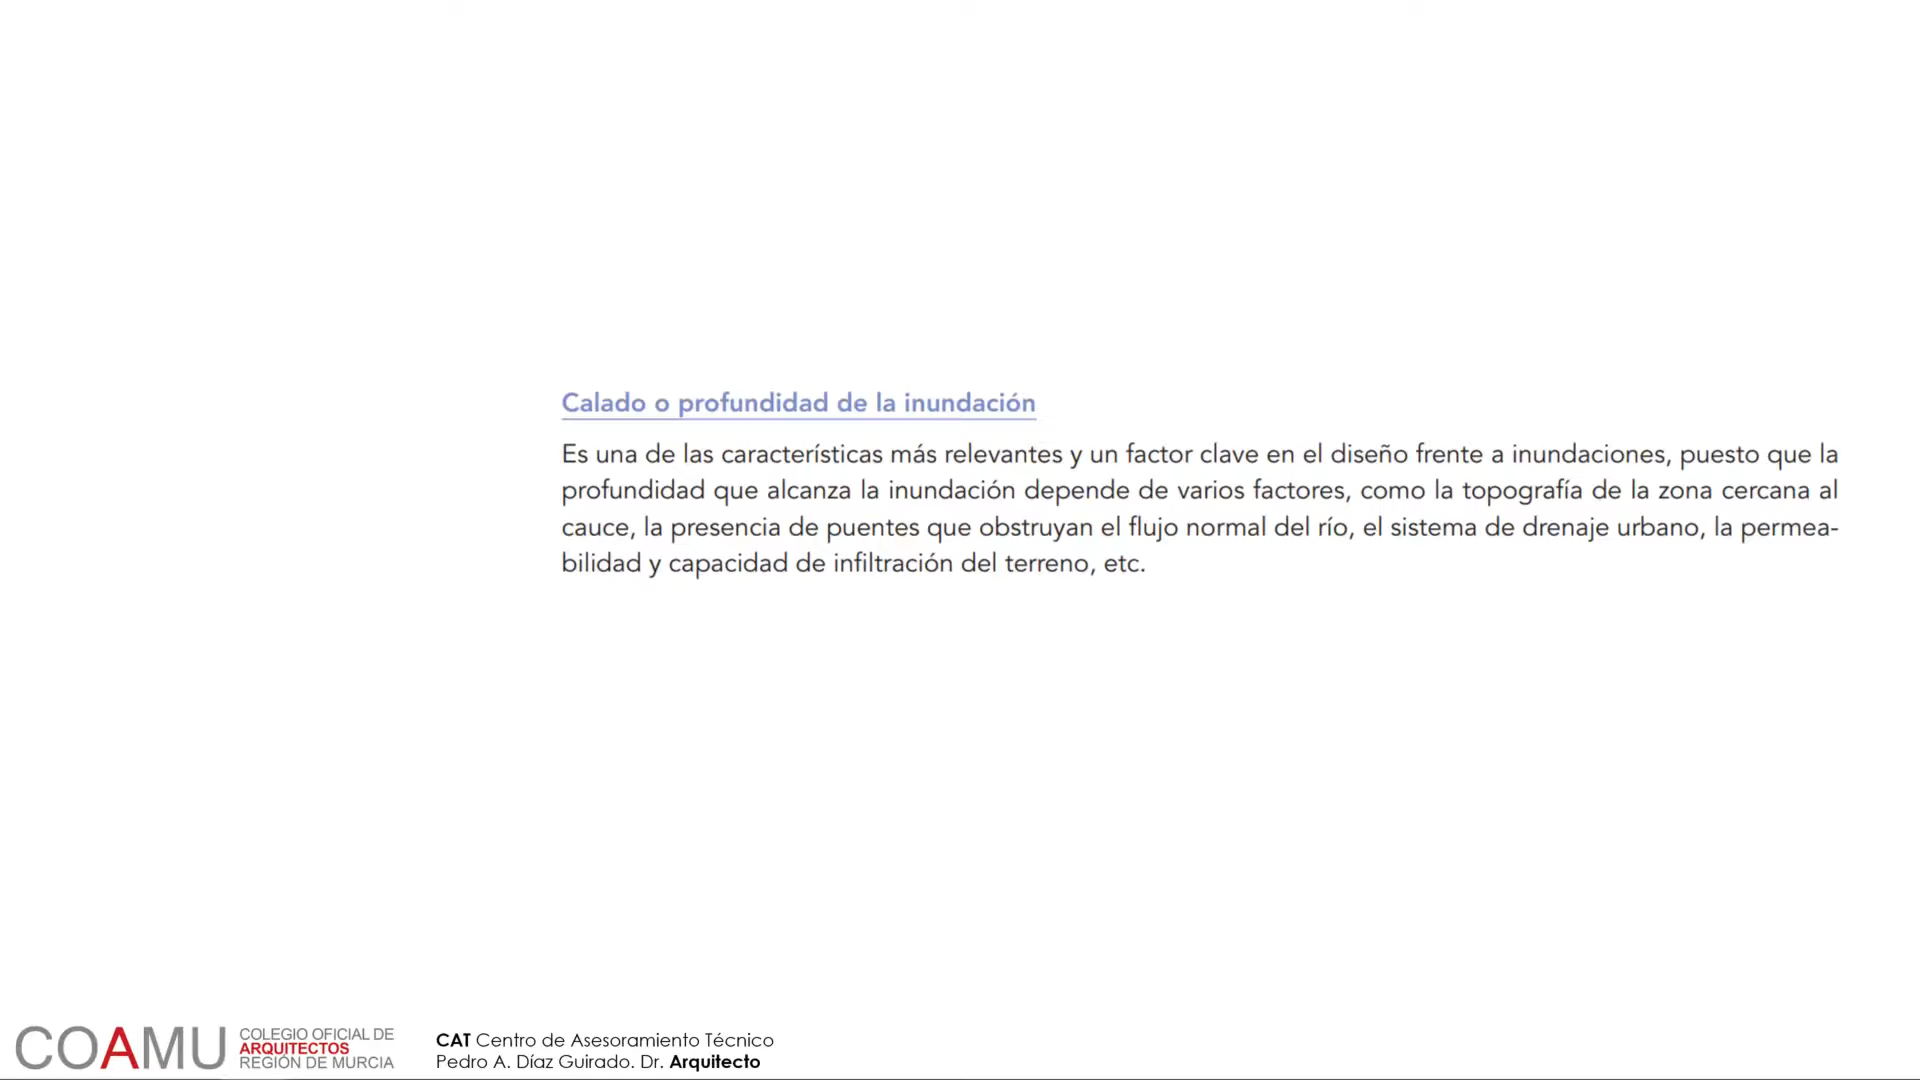 Calado o profundidad de la inundación
Es una de las características más relevantes y un factor clave en el diseño frente a inundaciones, puesto que la
profundidad que alcanza la inundación depende de varios factores, como la topografía de la zona cercana al
cauce, la presencia de puentes que obstruyan el flujo normal del río, el sistema de drenaje urbano, la permea-
bilidad y capacidad de infiltración del terreno, etc.
COAMU
COLEGIO OFICIAL DE
ARQUITECTOS
REGIÓN DE MURCIA
CAT Centro de Asesoramiento Técnico
Pedro A. Díaz Guirado. Dr. Arquitecto